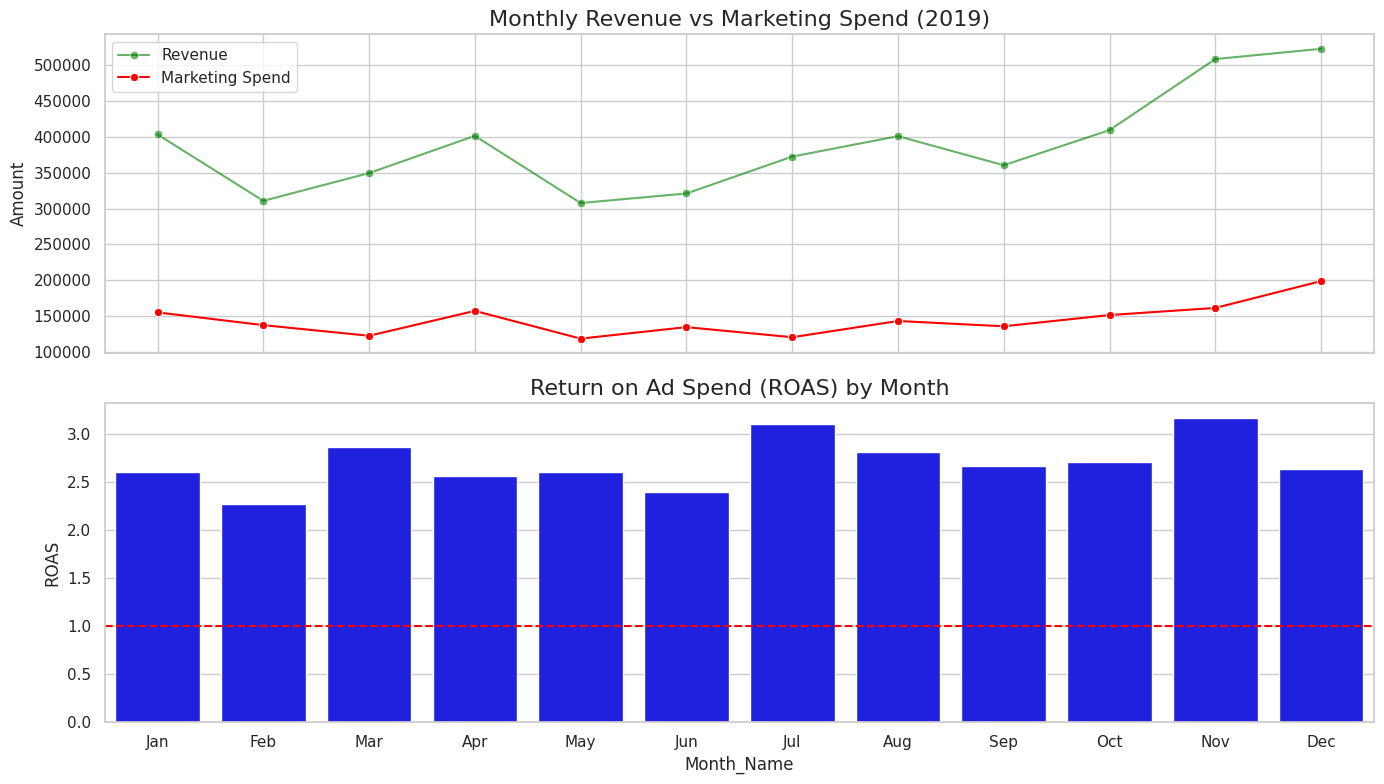 Monthly Revenue vs Marketing Spend (2019)
Revenue
Marketing Spend
500000
450000
400000
350000
300000
250000
200000
150000
100000
Amount
Return on Ad Spend (ROAS) by Month
3.0
2.5
2.0
1.5
1.0
0.5
0.0
ROAS
Jan Feb Mar Apr May Jun Jul Aug Sep Oct Nov Dec
Month_Name